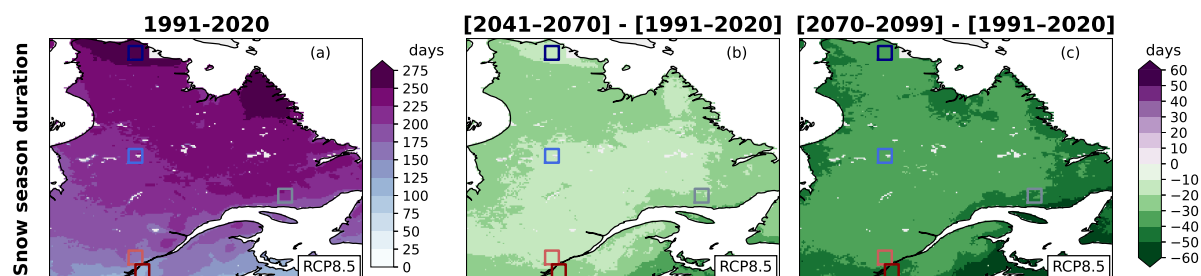 1991-2020
[2041–2070] - [1991–2020]
[2070–2099] - [1991–2020]
Snow season duration
(a)
RCP8.5
days
275
250
225
200
175
150
125
100
75
50
25
0
(b)
RCP8.5
(c)
RCP8.5
days
60
50
40
30
20
10
0
−10
−20
−30
−40
−50
−60